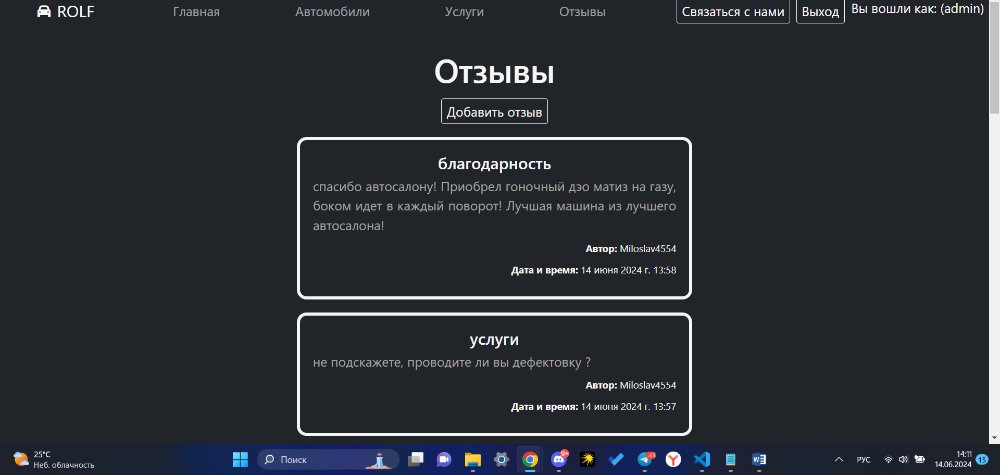 ROLF Главная Автомобили Услуги Отзывы Связаться с нами Выход Вы вошли как: (admin)
Отзывы
Добавить отзыв
благодарность
спасибо автосалону! Приобрел гоночный дэо матиз на газу,
боком идет в каждый поворот! Лучшая машина из лучшего
автосалона!
Автор: Miloslav4554
Дата и время: 14 июня 2024 г. 13:58
услуги
не подскажете, проводите ли вы дефектовку ?
Автор: Miloslav4554
Дата и время: 14 июня 2024 г. 13:57
25°C
Неб. облачность
Поиск
9+
63
РУС
14:11
14.06.2024
15